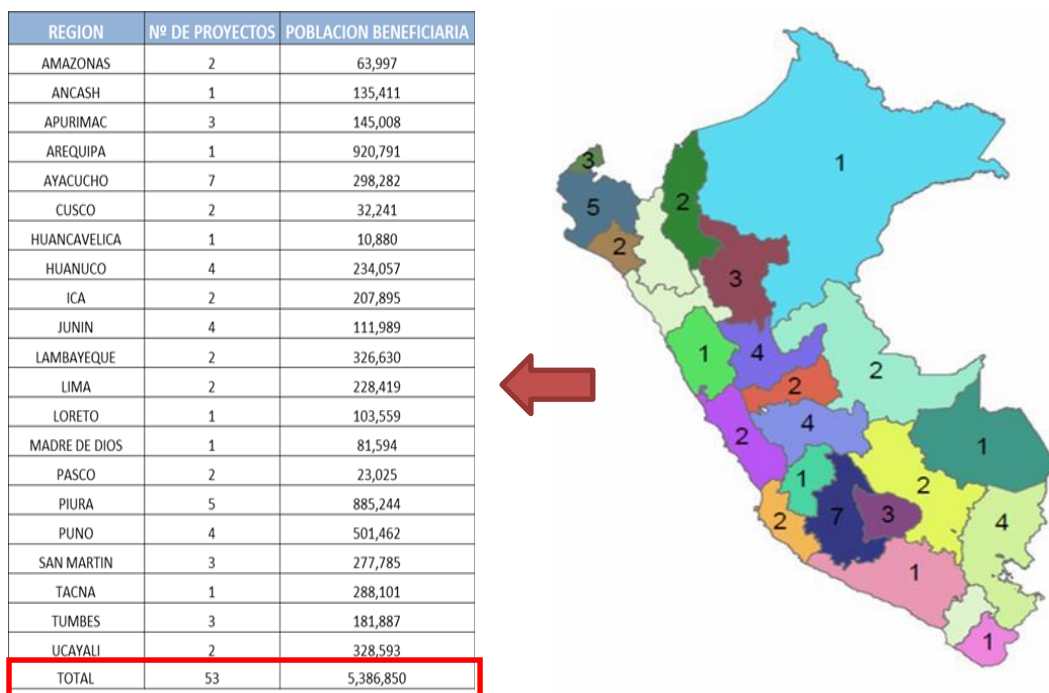 REGION Nº DE PROYECTOS POBLACION BENEFICIARIA
AMAZONAS 2 63,997
ANCASH 1 135,411
APURIMAC 3 145,008
AREQUIPA 1 920,791
AYACUCHO 7 298,282
CUSCO 2 32,241
HUANCAVELICA 1 10,880
HUANUCO 4 234,057
ICA 2 207,895
JUNIN 4 111,989
LAMBAYEQUE 2 326,630
LIMA 2 228,419
LORETO 1 103,559
MADRE DE DIOS 1 81,594
PASCO 2 23,025
PIURA 5 885,244
PUNO 4 501,462
SAN MARTIN 3 277,785
TACNA 1 288,101
TUMBES 3 181,887
UCAYALI 2 328,593
TOTAL 53 5,386,850
3
1
5
2
2
3
1
4
2
2
2
4
1
1
2
2
7
3
4
1
1